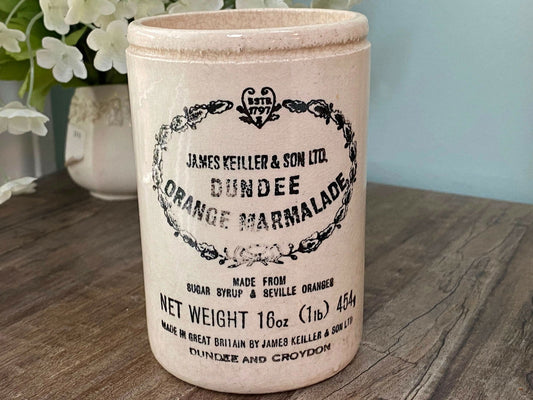 ESTB
1797
JAMES KEILLER & SON LTD.
DUNDEE
ORANGE MARMALADE
MADE FROM
SUGAR SYRUP & SEVILLE ORANGES
NET WEIGHT 16oz (1lb) 454g
MADE IN GREAT BRITAIN BY JAMES KEILLER & SON LTD
DUNDEE AND CROYDON